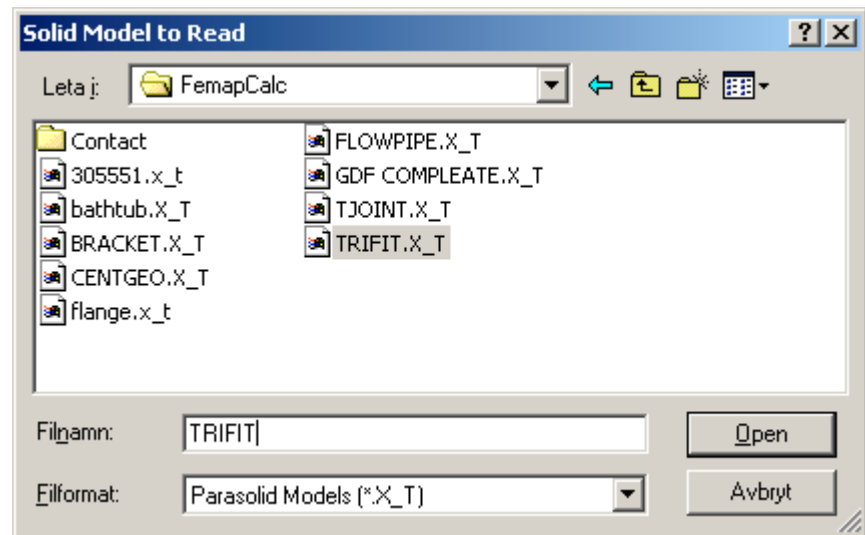 Solid Model to Read
Leta i: FemapCalc
Contact
305551.x_t
bathtub.X_T
BRACKET.X_T
CENTGEO.X_T
flange.x_t
FLOWPIPE.X_T
GDF COMPLEATE.X_T
TJOINT.X_T
TRIFIT.X_T
Filnamn: TRIFIT
Open
Filformat: Parasolid Models (*.X_T)
Avbryt